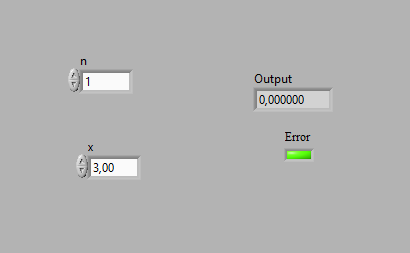 n
1
Output
0,000000
Error
x
3,00